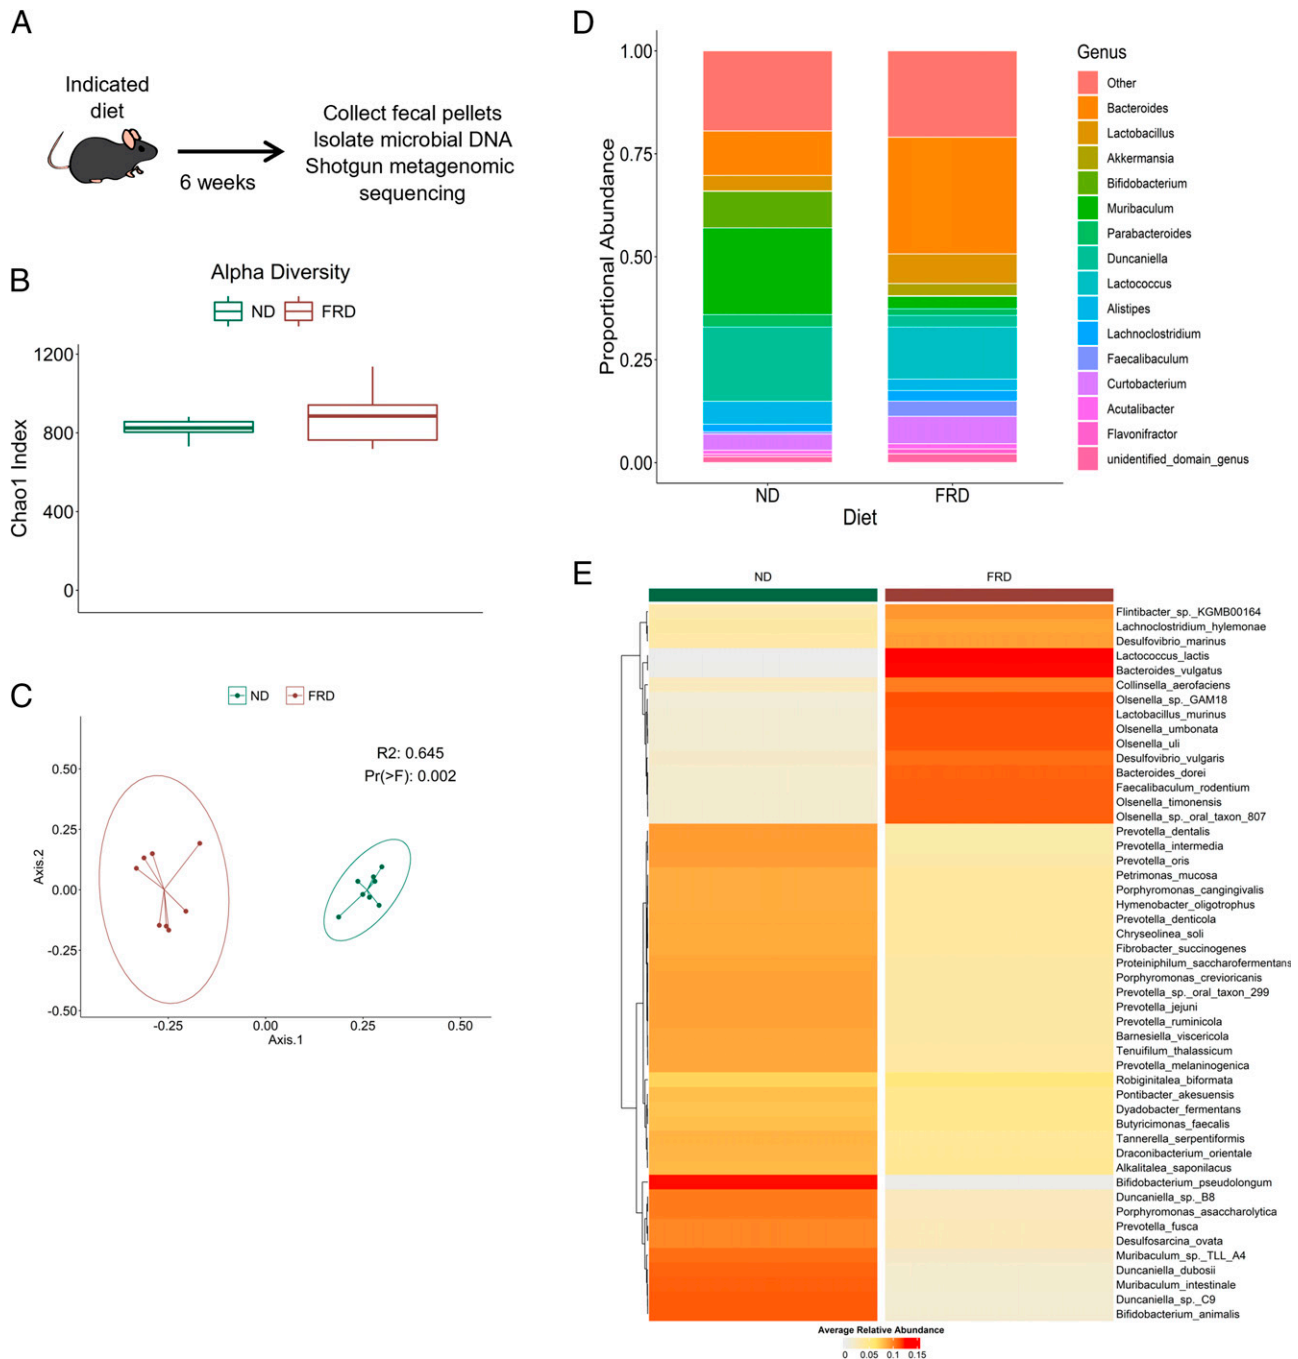 A
Indicated
diet
6 weeks
Collect fecal pellets
Isolate microbial DNA
Shotgun metagenomic
sequencing
B
Alpha Diversity
ND FRD
Chao1 Index
1200
800
400
0
C
ND FRD
R2: 0.645
Pr(>F): 0.002
Axis.2
0.50
0.25
0.00
-0.25
-0.50
-0.25 0.00 0.25 0.50
Axis.1
D
Proportional Abundance
1.00
0.75
0.50
0.25
0.00
ND FRD
Diet
Genus
Other
Bacteroides
Lactobacillus
Akkermansia
Bifidobacterium
Muribaculum
Parabacteroides
Duncaniella
Lactococcus
Alistipes
Lachnoclostridium
Faecalibaculum
Curtobacterium
Acutalibacter
Flavonifractor
unidentified_domain_genus
E
ND FRD
Flintibacter_sp._KGMB00164
Lachnoclostridium_hylemonae
Desulfovibrio_marinus
Lactococcus_lactis
Bacteroides_vulgatus
Collinsella_aerofaciens
Olsenella_sp._GAM18
Lactobacillus_murinus
Olsenella_umbonata
Olsenella_uli
Desulfovibrio_vulgaris
Bacteroides_dorei
Faecalibaculum_rodentium
Olsenella_timonensis
Olsenella_sp._oral_taxon_807
Prevotella_dentalis
Prevotella_intermedia
Prevotella_oris
Petrimonas_mucosa
Porphyromonas_cangingivalis
Hymenobacter_oligotrophus
Prevotella_denticola
Chryseolinea_soli
Fibrobacter_succinogenes
Proteiniphilum_saccharofermentans
Porphyromonas_crevioricanis
Prevotella_sp._oral_taxon_299
Prevotella_jejuni
Prevotella_ruminicola
Barnesiella_viscericola
Tenuifilum_thalassicum
Prevotella_melaninogenica
Robiginitalea_biformata
Pontibacter_akesuensis
Dyadobacter_fermentans
Butyricimonas_faecalis
Tannerella_serpentiformis
Draconibacterium_orientale
Alkalitalea_saponilacus
Bifidobacterium_pseudolongum
Duncaniella_sp._B8
Porphyromonas_asaccharolytica
Prevotella_fusca
Desulfosarcina_ovata
Muribaculum_sp._TLL_A4
Duncaniella_dubosii
Muribaculum_intestinale
Duncaniella_sp._C9
Bifidobacterium_animalis
Average Relative Abundance
0 0.05 0.1 0.15